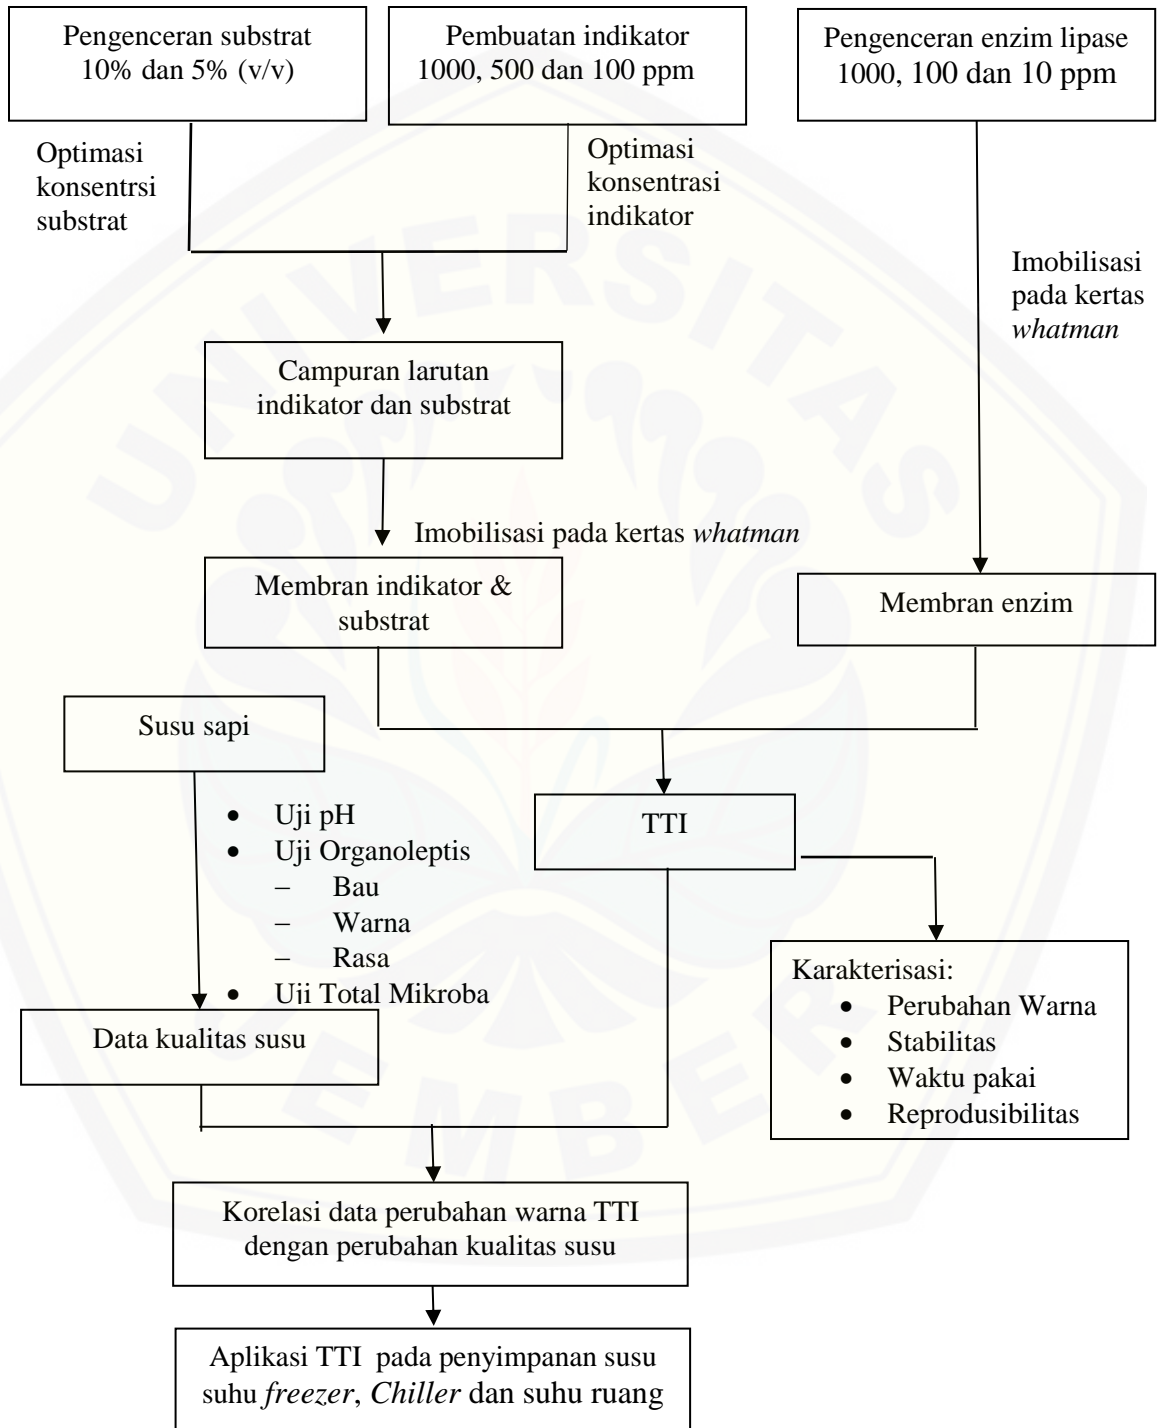 Pengenceran substrat
10% dan 5% (v/v)
Pembuatan indikator
1000, 500 dan 100 ppm
Pengenceran enzim lipase
1000, 100 dan 10 ppm
Optimasi
konsentrsi
substrat
Optimasi
konsentrasi
indikator
Imobilisasi
pada kertas
whatman
Campuran larutan
indikator dan substrat
Imobilisasi pada kertas whatman
Membran indikator &
substrat
Membran enzim
Susu sapi
• Uji pH
• Uji Organoleptis
– Bau
– Warna
– Rasa
• Uji Total Mikroba
TTI
Karakterisasi:
• Perubahan Warna
• Stabilitas
• Waktu pakai
• Reprodusibilitas
Data kualitas susu
Korelasi data perubahan warna TTI
dengan perubahan kualitas susu
Aplikasi TTI pada penyimpanan susu
suhu freezer, Chiller dan suhu ruang
UNIVERSITAS
JEMBER